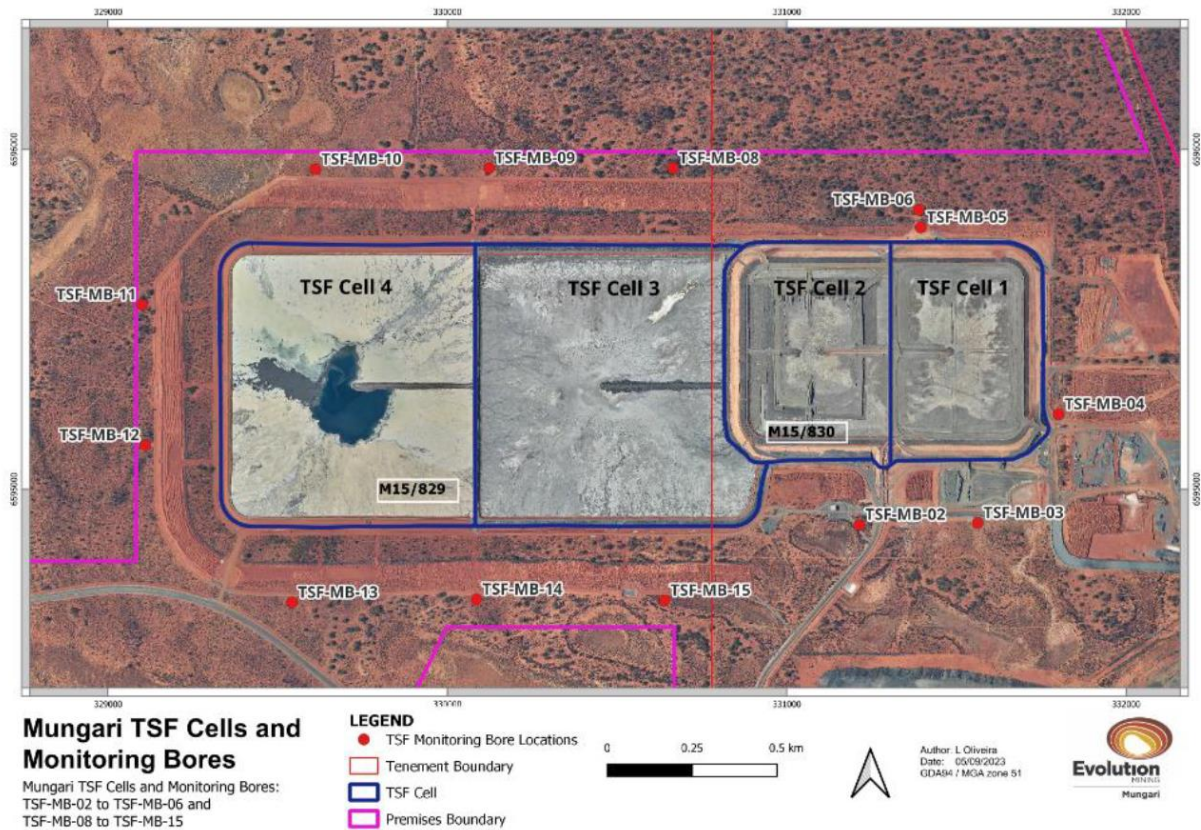 329000
330000
331000
332000
6596000
6596000
TSF-MB-10
TSF-MB-09
TSF-MB-08
TSF-MB-06
TSF-MB-05
TSF Cell 4
TSF Cell 3
TSF Cell 2
TSF Cell 1
TSF-MB-11
TSF-MB-04
TSF-MB-12
M15/830
M15/829
6595000
6595000
TSF-MB-02
TSF-MB-03
TSF-MB-13
TSF-MB-14
TSF-MB-15
329000
330000
331000
332000
Mungari TSF Cells and
Monitoring Bores
Mungari TSF Cells and Monitoring Bores:
TSF-MB-02 to TSF-MB-06 and
TSF-MB-08 to TSF-MB-15
LEGEND
TSF Monitoring Bore Locations
Tenement Boundary
TSF Cell
Premises Boundary
0
0.25
0.5 km
Author: L Oliveira
Date: 05/09/2023
GDA94 / MGA zone 51
Evolution
MINING
Mungari